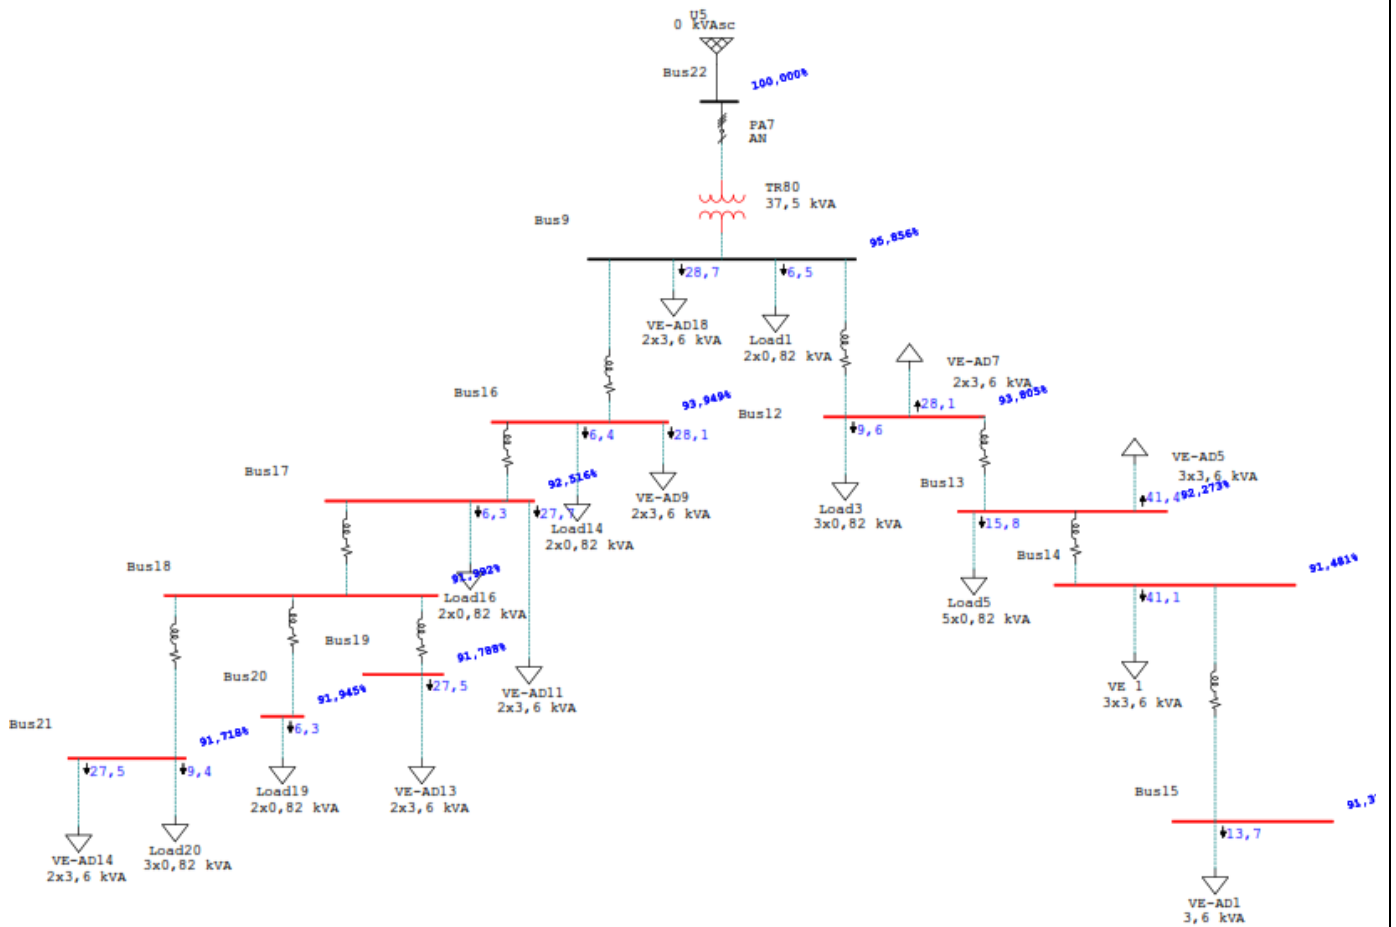 U5
0 kVAsc
Bus22
100,000%
PA7
AN
TR80
37,5 kVA
Bus9
95,856%
28,7
6,5
VE-AD18
2x3,6 kVA
Load1
2x0,82 kVA
VE-AD7
2x3,6 kVA
Bus16
93,949%
Bus12
93,805%
28,1
6,4
28,1
9,6
Bus17
92,516%
VE-AD9
2x3,6 kVA
Load3
3x0,82 kVA
Bus13
VE-AD5
3x3,6 kVA
41,4
92,273%
6,3
27,7
Load14
2x0,82 kVA
15,8
Bus18
Bus14
91,481%
Load16
2x0,82 kVA
Load5
5x0,82 kVA
41,1
Bus19
91,788%
Bus20
27,5
91,945%
VE-AD11
2x3,6 kVA
VE 1
3x3,6 kVA
Bus21
6,3
91,718%
27,5
9,4
Load19
2x0,82 kVA
VE-AD13
2x3,6 kVA
Bus15
91,3
13,7
VE-AD14
2x3,6 kVA
Load20
3x0,82 kVA
VE-AD1
3,6 kVA